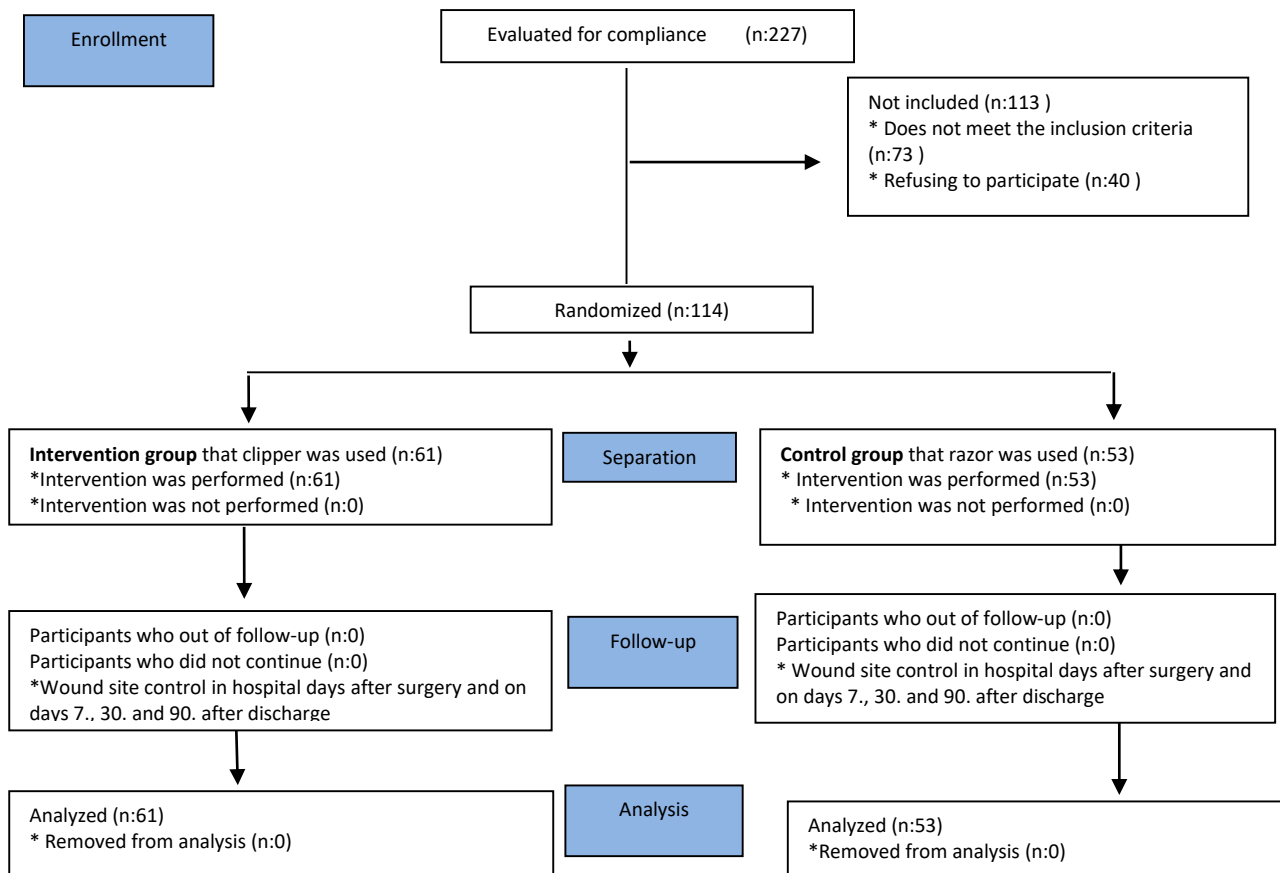 Enrollment
Evaluated for compliance (n:227)
Not included (n:113 )
* Does not meet the inclusion criteria
(n:73 )
* Refusing to participate (n:40 )
Randomized (n:114)
Intervention group that clipper was used (n:61)
*Intervention was performed (n:61)
*Intervention was not performed (n:0)
Separation
Control group that razor was used (n:53)
* Intervention was performed (n:53)
* Intervention was not performed (n:0)
Participants who out of follow-up (n:0)
Participants who did not continue (n:0)
*Wound site control in hospital days after surgery and on
days 7., 30. and 90. after discharge
Follow-up
Participants who out of follow-up (n:0)
Participants who did not continue (n:0)
* Wound site control in hospital days after surgery and
on days 7., 30. and 90. after discharge
Analyzed (n:61)
* Removed from analysis (n:0)
Analysis
Analyzed (n:53)
*Removed from analysis (n:0)